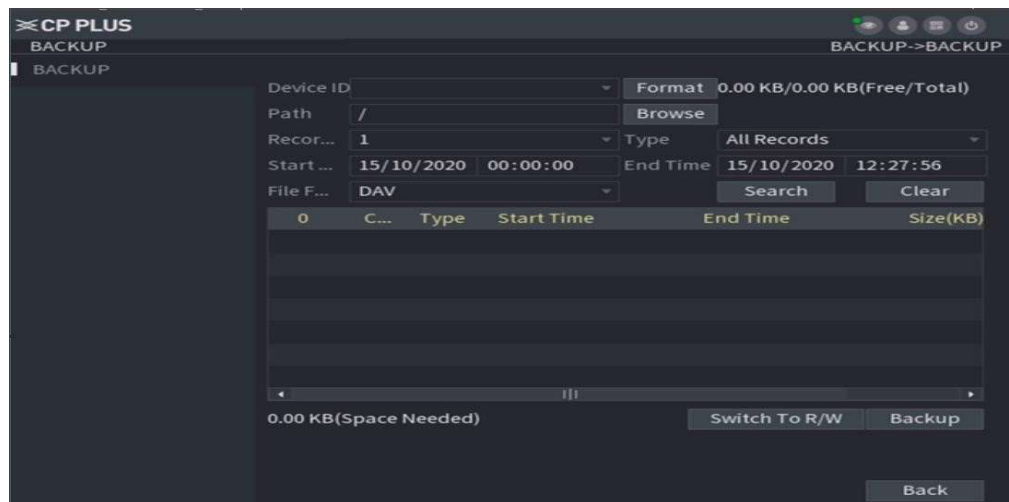 CP PLUS
BACKUP BACKUP->BACKUP
BACKUP
Device ID Format 0.00 KB/0.00 KB(Free/Total)
Path / Browse
Recor... 1 Type All Records
Start ... 15/10/2020 00:00:00 End Time 15/10/2020 12:27:56
File F... DAV Search Clear
0 C... Type Start Time End Time Size(KB)
0.00 KB(Space Needed) Switch To R/W Backup
Back